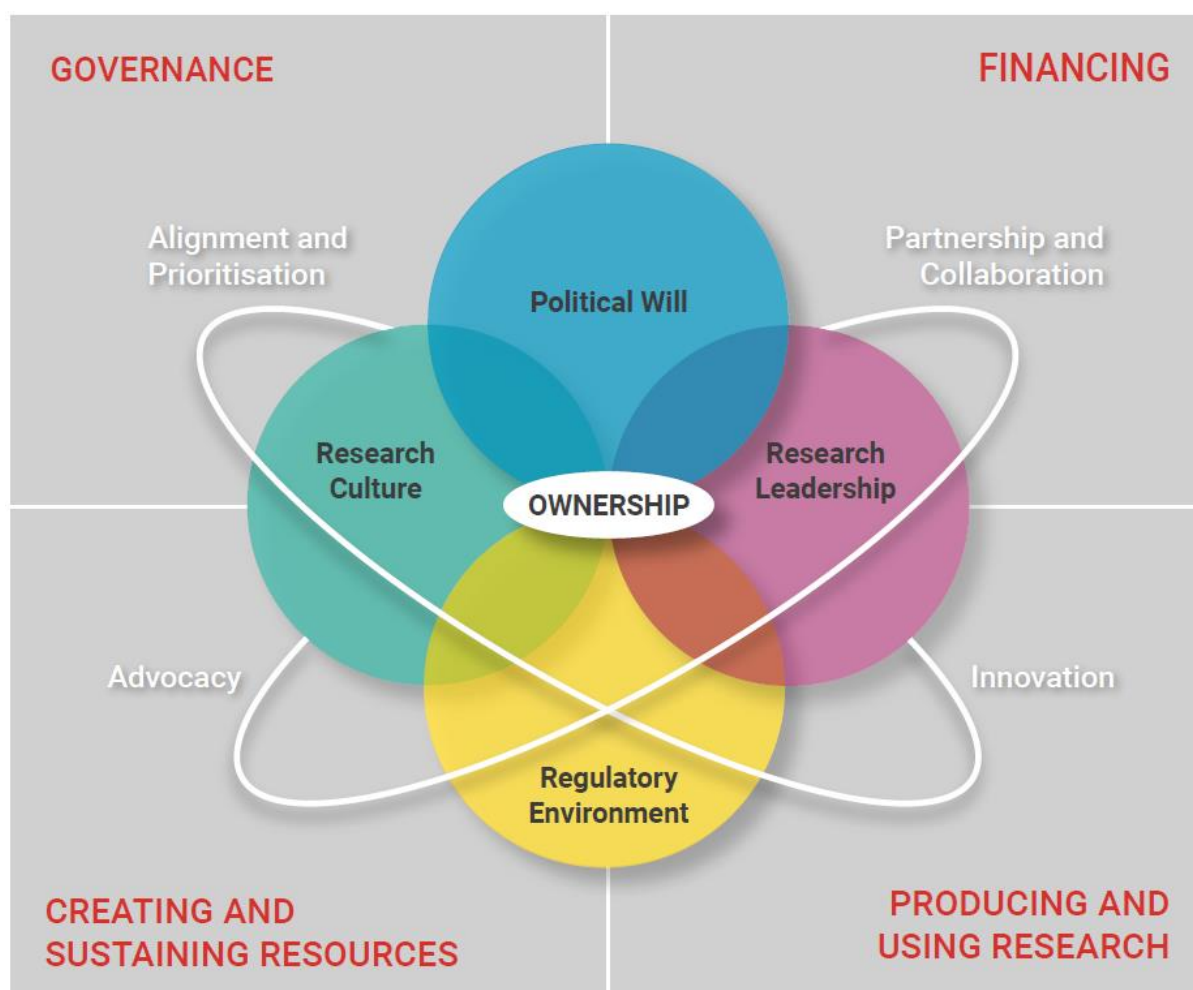 GOVERNANCE
FINANCING
Alignment and
Prioritisation
Partnership and
Collaboration
Political Will
Research
Culture
Research
Leadership
OWNERSHIP
Advocacy
Innovation
Regulatory
Environment
CREATING AND
SUSTAINING RESOURCES
PRODUCING AND
USING RESEARCH